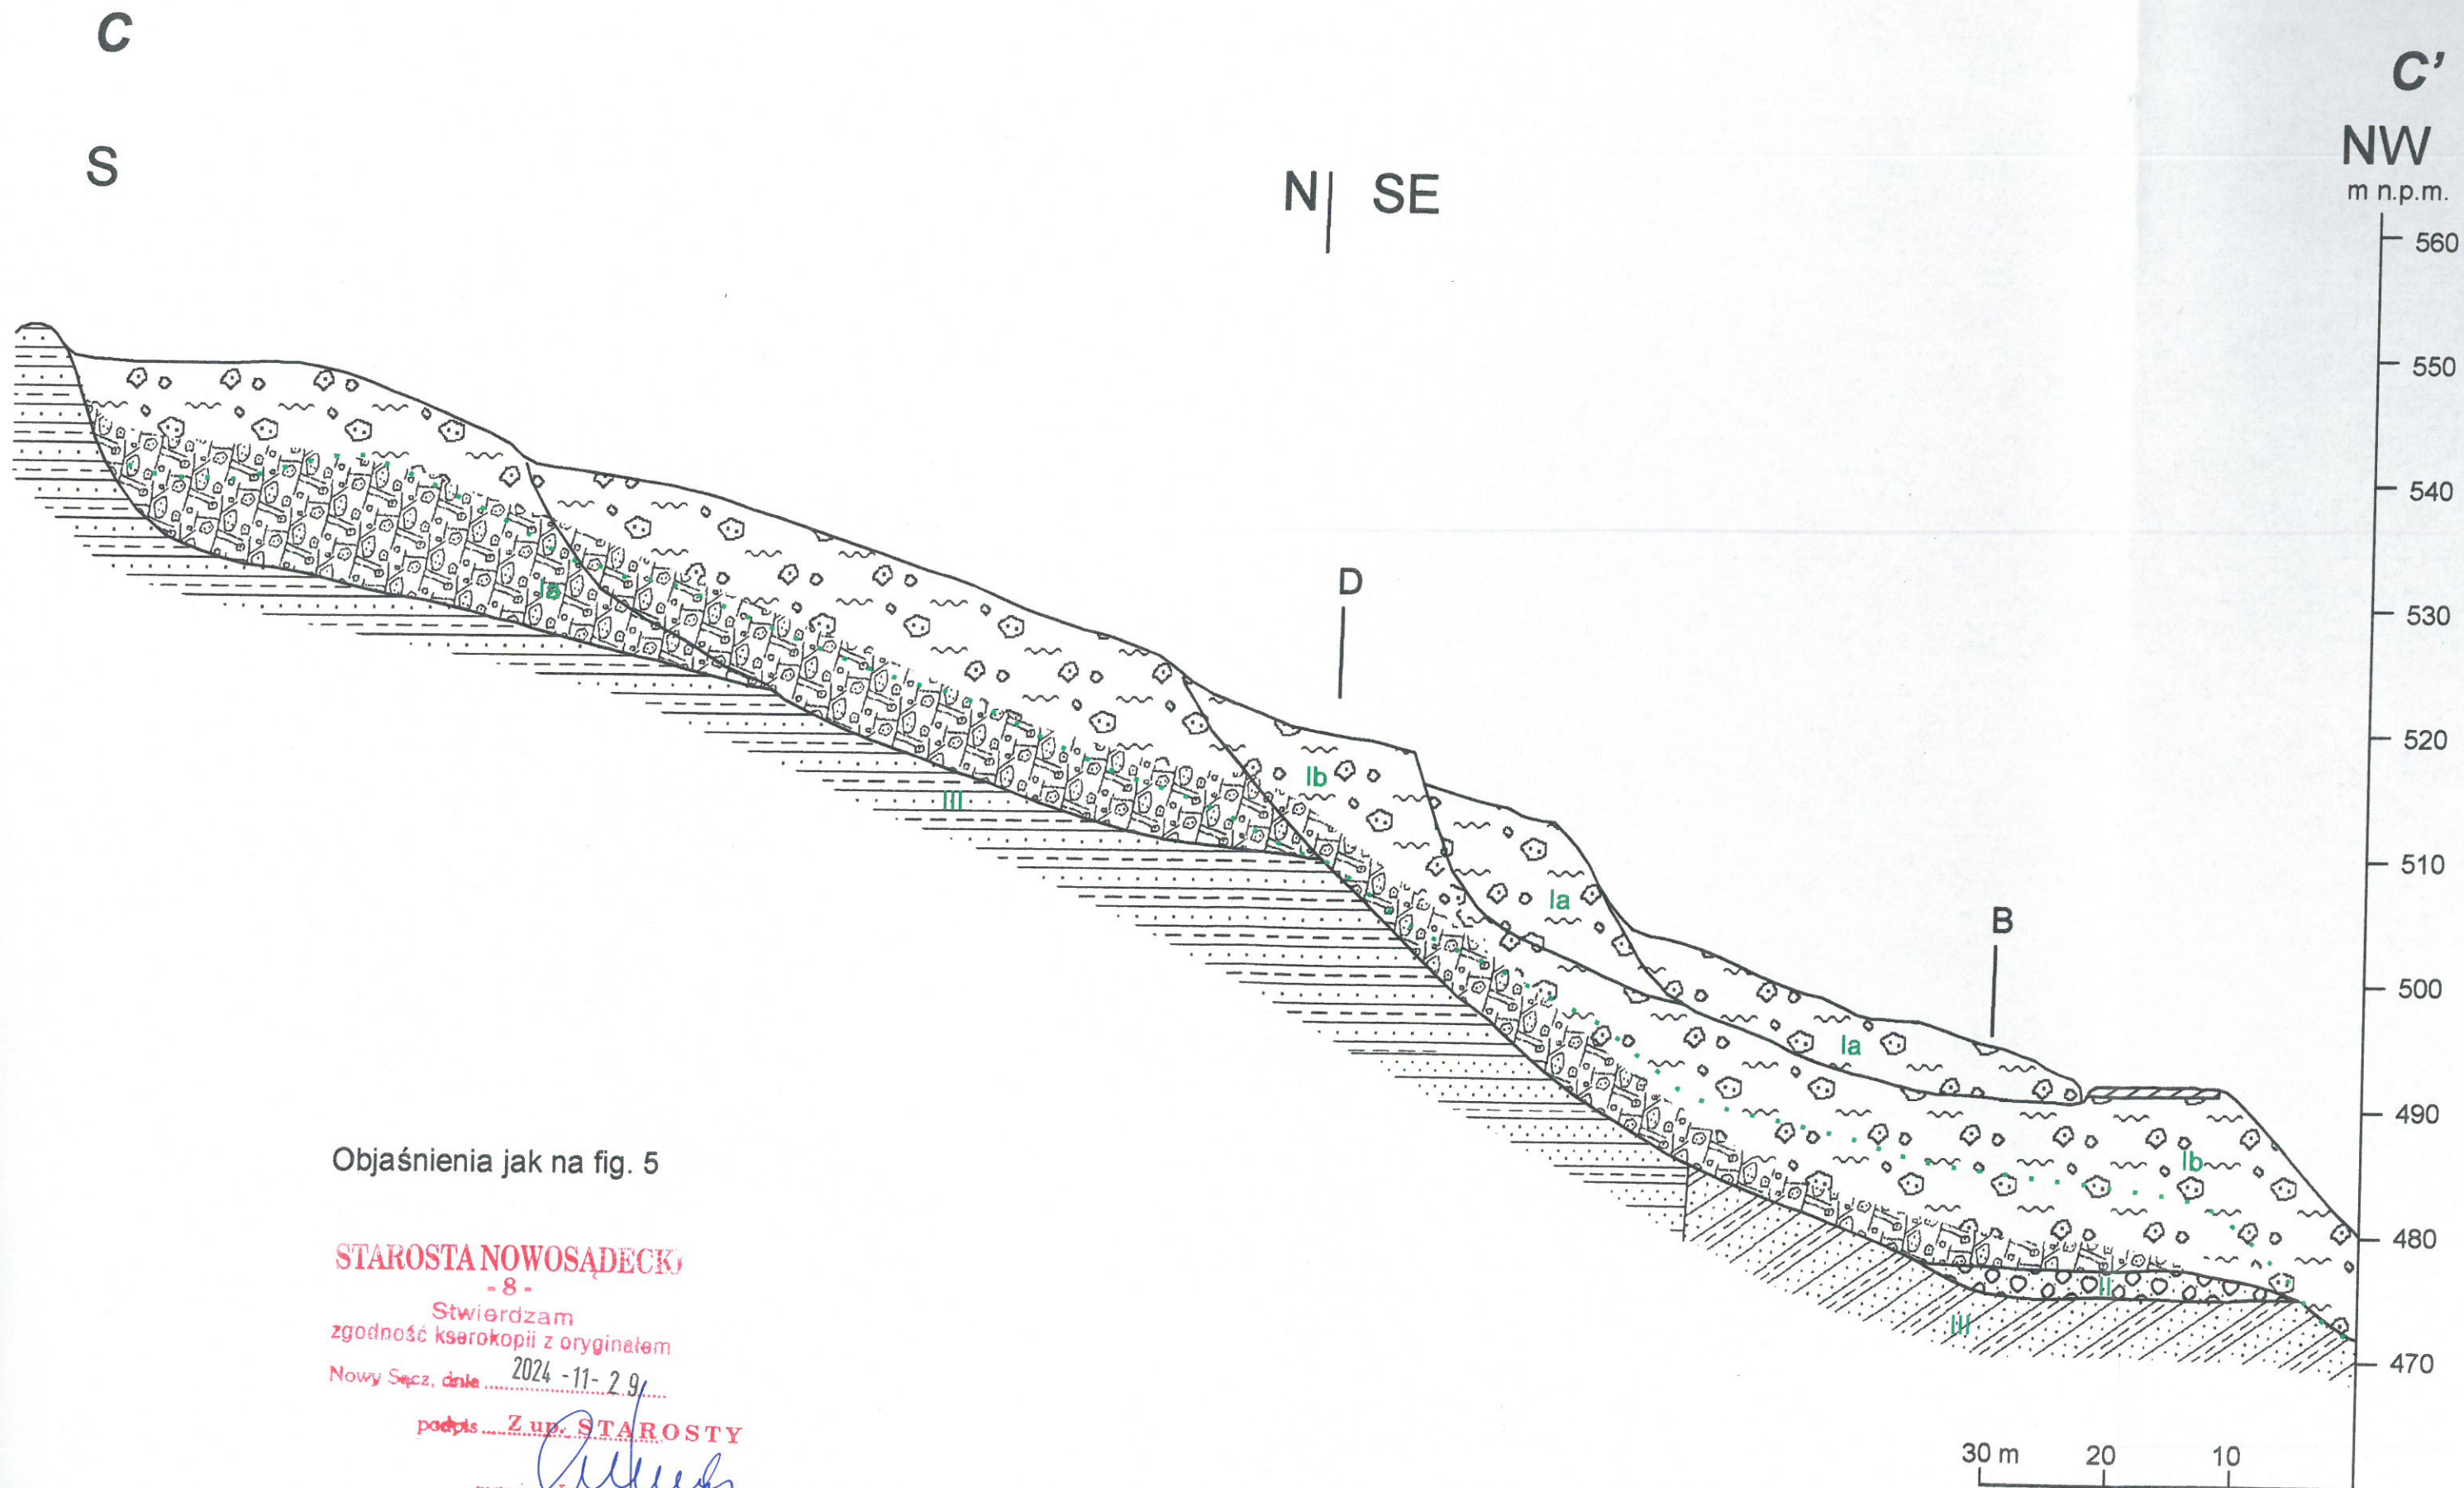 C
C’
S
N
SE
NW
m n.p.m.
560
550
540
530
520
510
500
490
480
470
D
B
Ia
Ib
III
Ia
Ia
Ib
II
III
Objaśnienia jak na fig. 5
STAROSTA NOWOSĄDECKI
- 8 -
Stwierdzam
zgodność kserokopii z oryginałem
Nowy Sącz, dnia 2024 -11- 29
podpis Z up. STAROSTY
30 m
20
10